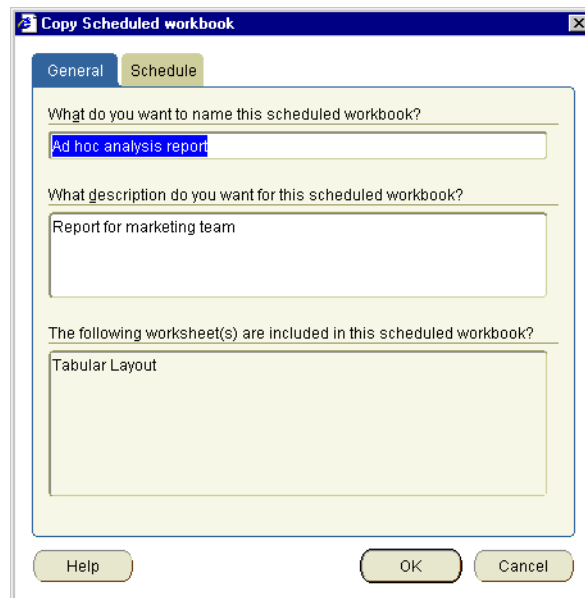 Copy Scheduled workbook
General Schedule
What do you want to name this scheduled workbook?
Ad hoc analysis report
What description do you want for this scheduled workbook?
Report for marketing team
The following worksheet(s) are included in this scheduled workbook?
Tabular Layout
Help OK Cancel